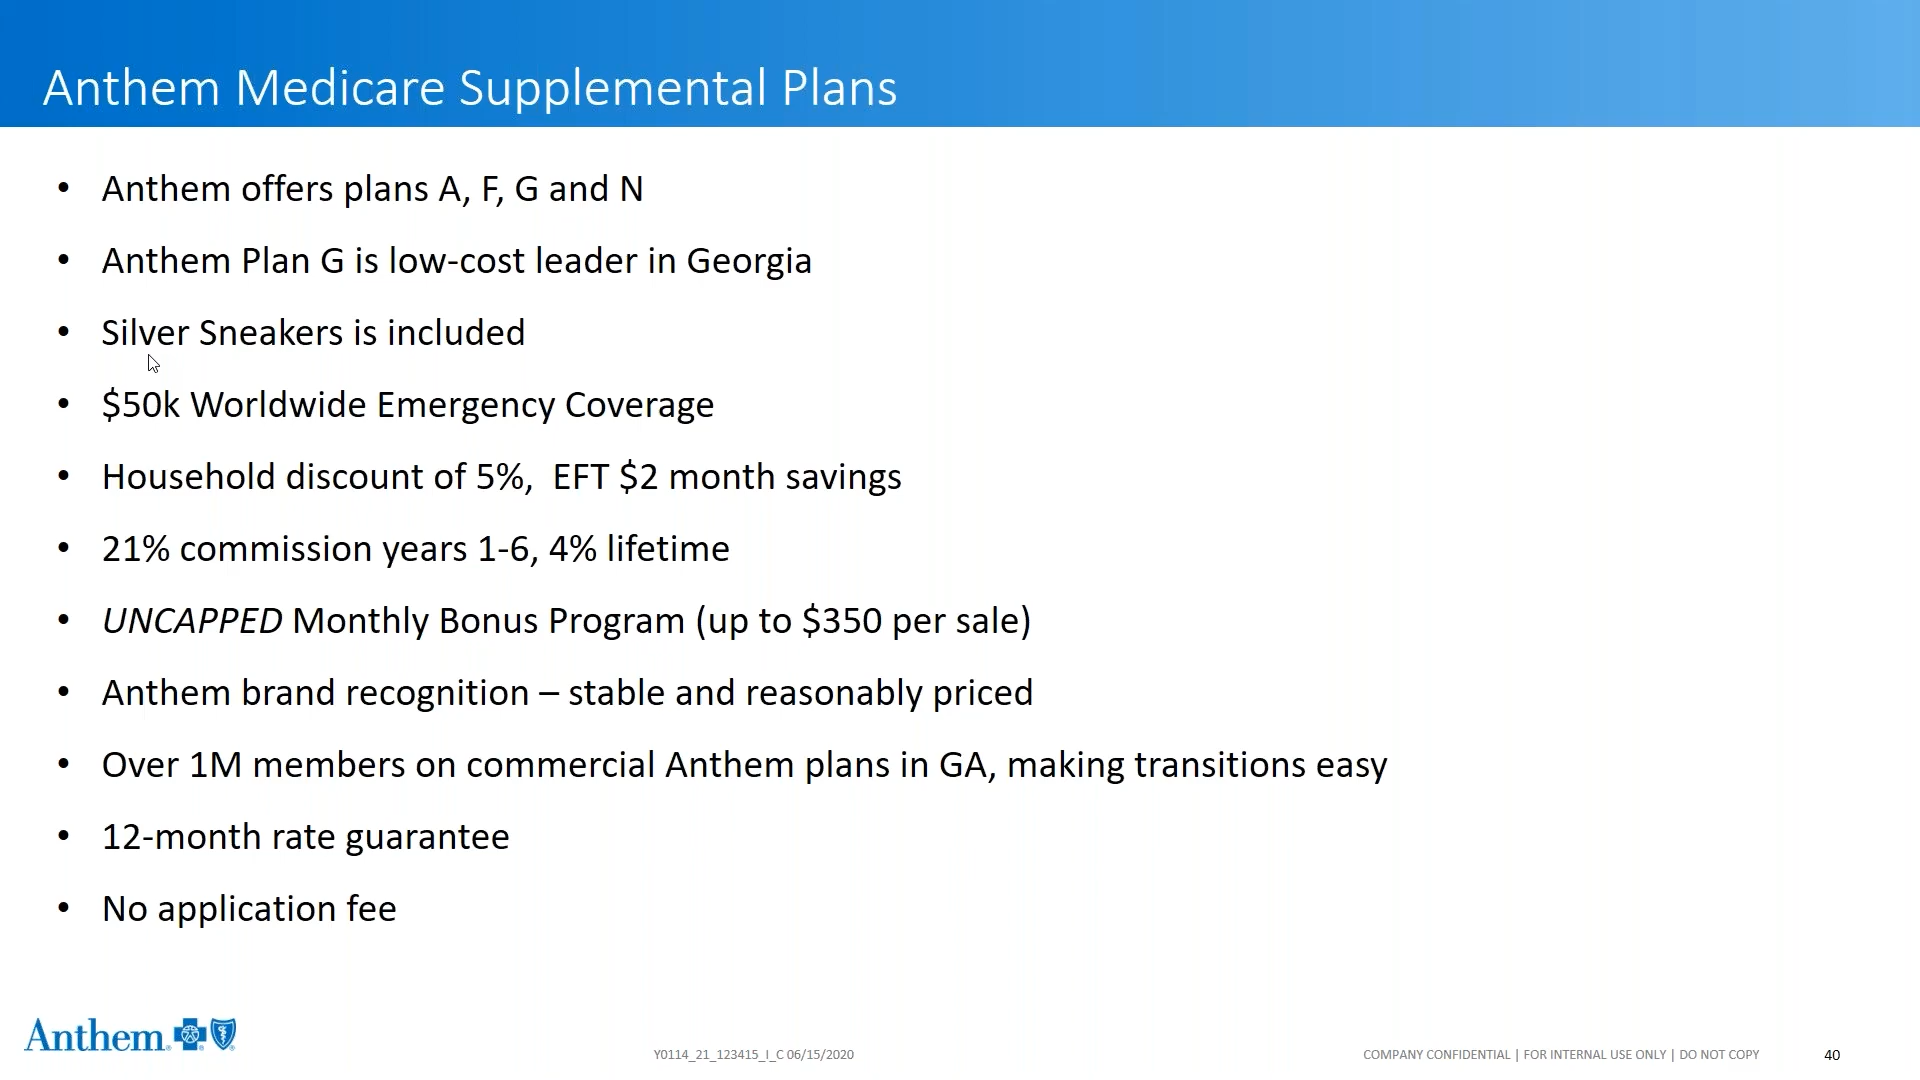 Anthem Medicare Supplemental Plans
• Anthem offers plans A, F, G and N
• Anthem Plan G is low-cost leader in Georgia
• Silver Sneakers is included
• $50k Worldwide Emergency Coverage
• Household discount of 5%,  EFT $2 month savings
• 21% commission years 1-6, 4% lifetime
• UNCAPPED Monthly Bonus Program (up to $350 per sale)
• Anthem brand recognition – stable and reasonably priced
• Over 1M members on commercial Anthem plans in GA, making transitions easy
• 12-month rate guarantee
• No application fee
Anthem
Y0114_21_123415_I_C 06/15/2020
COMPANY CONFIDENTIAL | FOR INTERNAL USE ONLY | DO NOT COPY
40